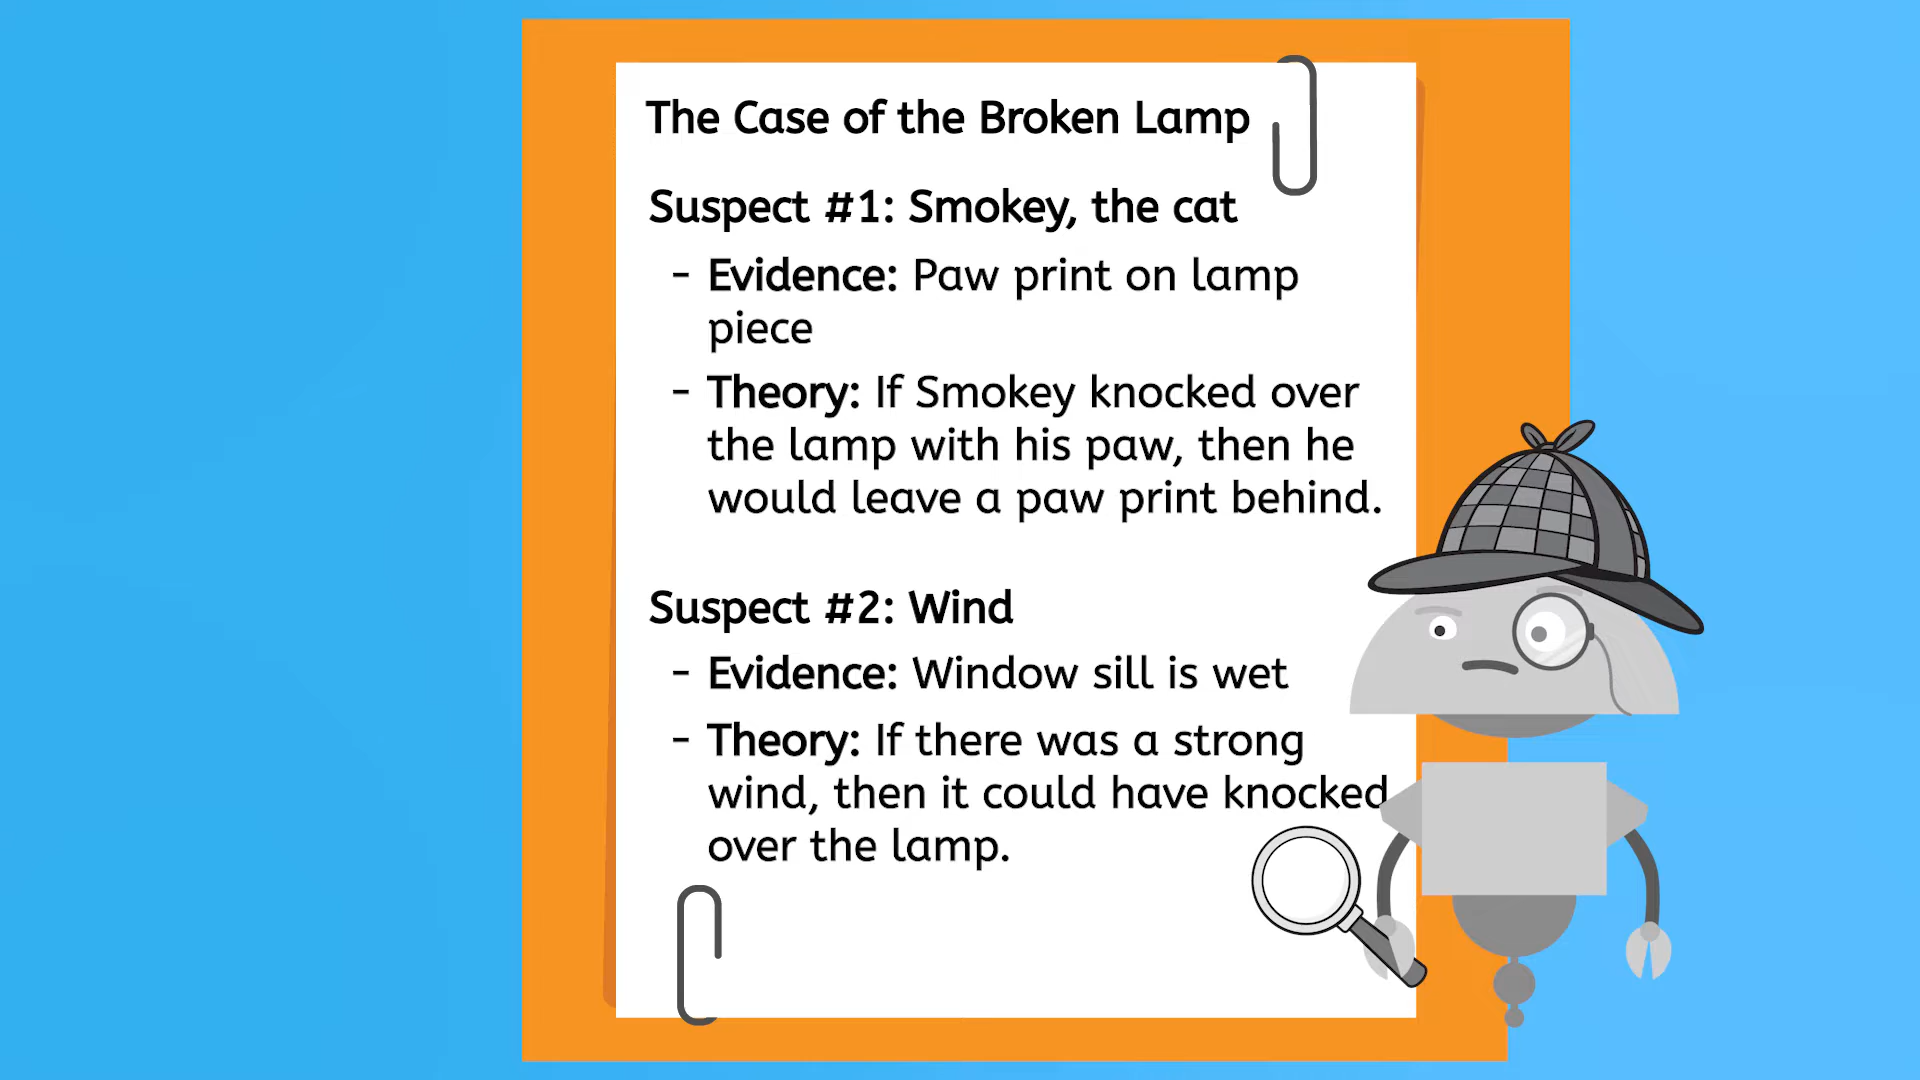 The Case of the Broken Lamp
Suspect #1: Smokey, the cat
- Evidence: Paw print on lamp
piece
- Theory: If Smokey knocked over
the lamp with his paw, then he
would leave a paw print behind.
Suspect #2: Wind
- Evidence: Window sill is wet
- Theory: If there was a strong
wind, then it could have knocked
over the lamp.